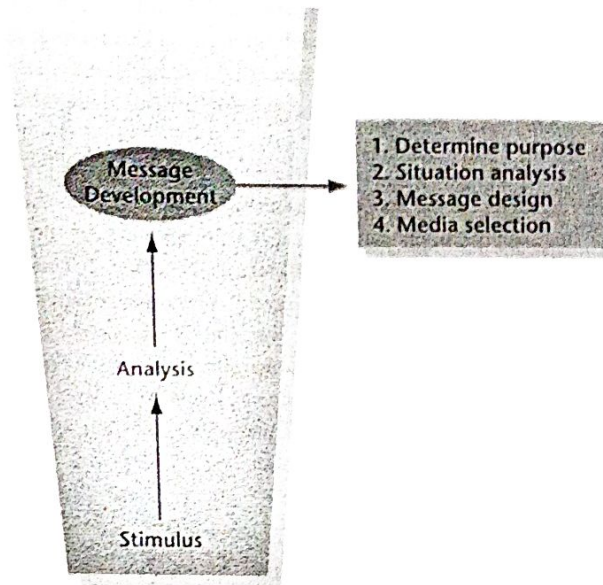 Message
Development
1. Determine purpose
2. Situation analysis
3. Message design
4. Media selection
Analysis
Stimulus